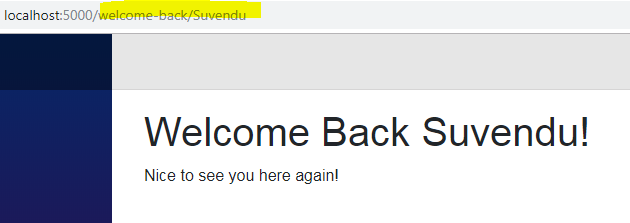 localhost:5000/welcome-back/Suvendu
Welcome Back Suvendu!
Nice to see you here again!